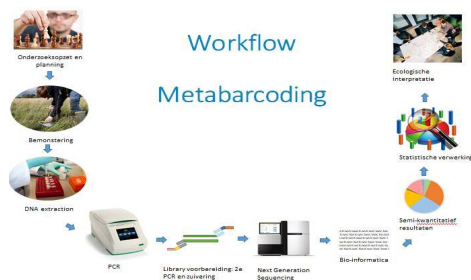 Workflow
Metabarcoding
Onderzoeksopzet en
planning
Bemonstering
DNA extraction
PCR
Library voorbereiding: 2e
PCR en zuivering
Next Generation
Sequencing
Bio-informatica
Semi-kwantitatief
resultaten
Statistische verwerking
Ecologische
interpretatie